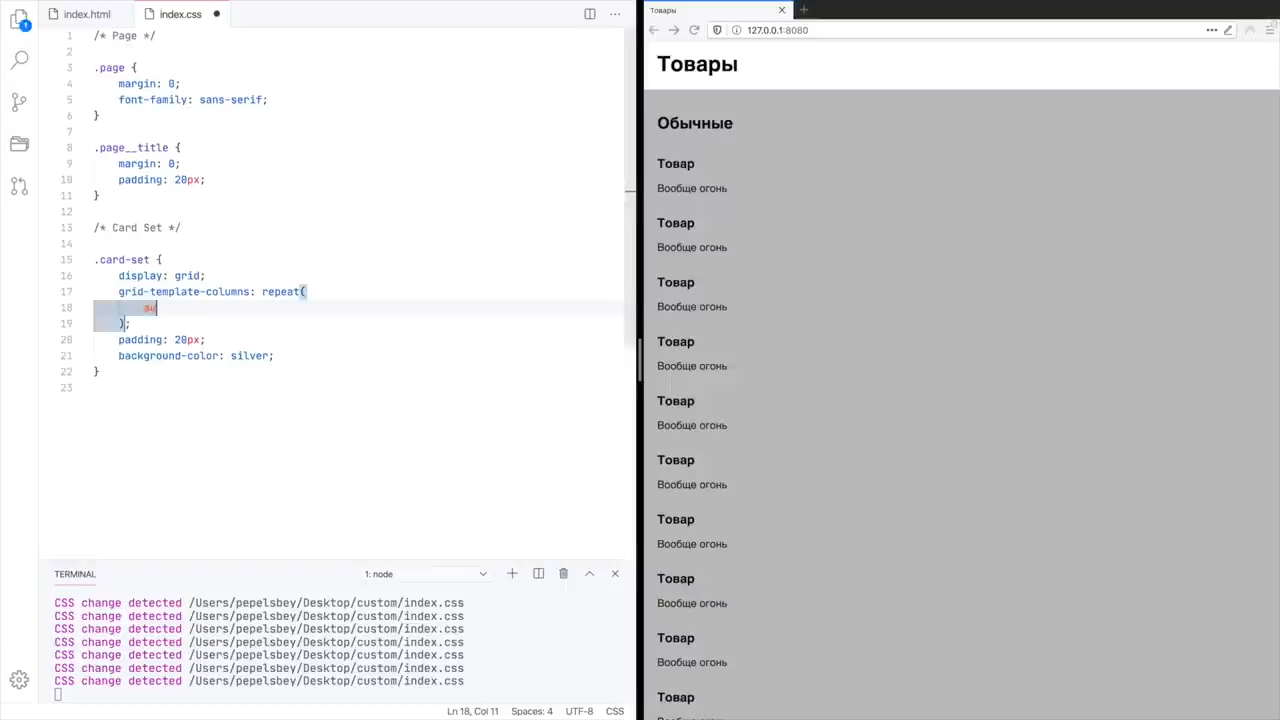 index.html
index.css
1
1 /* Page */
2
3 .page {
4 margin: 0;
5 font-family: sans-serif;
6 }
7
8 .page__title {
9 margin: 0;
10 padding: 20px;
11 }
12
13 /* Card Set */
14
15 .card-set {
16 display: grid;
17 grid-template-columns: repeat(
18
19 );
20 padding: 20px;
21 background-color: silver;
22 }
23
TERMINAL
1: node
CSS change detected /Users/pepelsbey/Desktop/custom/index.css
CSS change detected /Users/pepelsbey/Desktop/custom/index.css
CSS change detected /Users/pepelsbey/Desktop/custom/index.css
CSS change detected /Users/pepelsbey/Desktop/custom/index.css
CSS change detected /Users/pepelsbey/Desktop/custom/index.css
CSS change detected /Users/pepelsbey/Desktop/custom/index.css
CSS change detected /Users/pepelsbey/Desktop/custom/index.css
Ln 18, Col 11 Spaces: 4 UTF-8 CSS
Товары
127.0.0.1:8080
Товары
Обычные
Товар
Вообще огонь
Товар
Вообще огонь
Товар
Вообще огонь
Товар
Вообще огонь
Товар
Вообще огонь
Товар
Вообще огонь
Товар
Вообще огонь
Товар
Вообще огонь
Товар
Вообще огонь
Товар